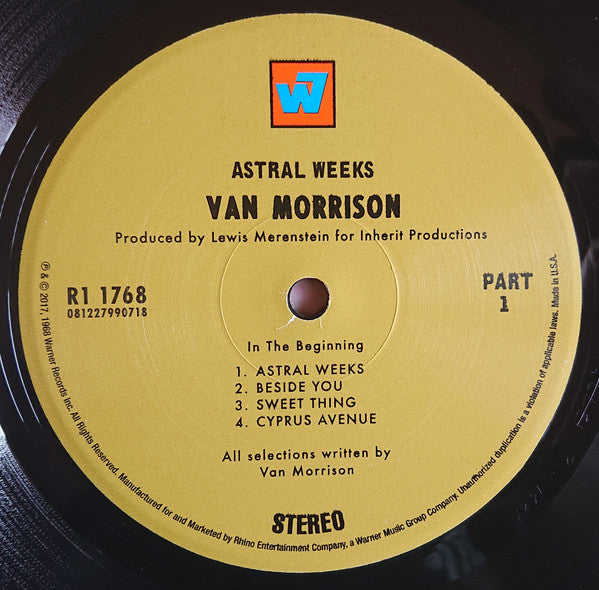 W7
ASTRAL WEEKS
VAN MORRISON
Produced by Lewis Merenstein for Inherit Productions
R1 1768
081227990718
PART
1
In The Beginning
1. ASTRAL WEEKS
2. BESIDE YOU
3. SWEET THING
4. CYPRUS AVENUE
All selections written by
Van Morrison
STEREO
℗ & © 2017, 1968 Warner Records Inc. All Rights Reserved. Manufactured for and Marketed by Rhino Entertainment Company, a Warner Music Group Company. Unauthorized duplication is a violation of applicable laws. Made in U.S.A.